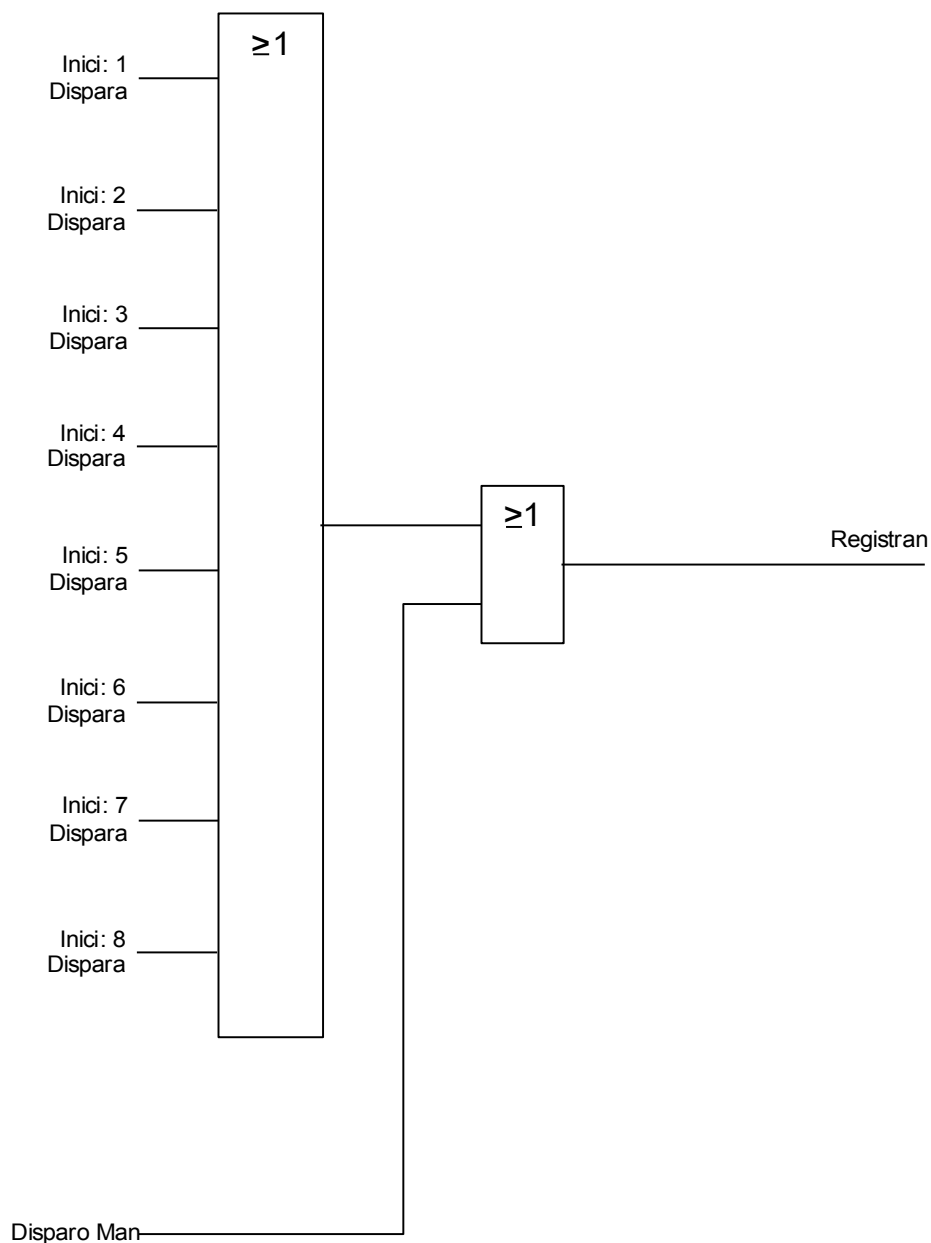 ≥1
Inici: 1
Dispara
Inici: 2
Dispara
Inici: 3
Dispara
Inici: 4
Dispara
≥1
Registran
Inici: 5
Dispara
Inici: 6
Dispara
Inici: 7
Dispara
Inici: 8
Dispara
Disparo Man